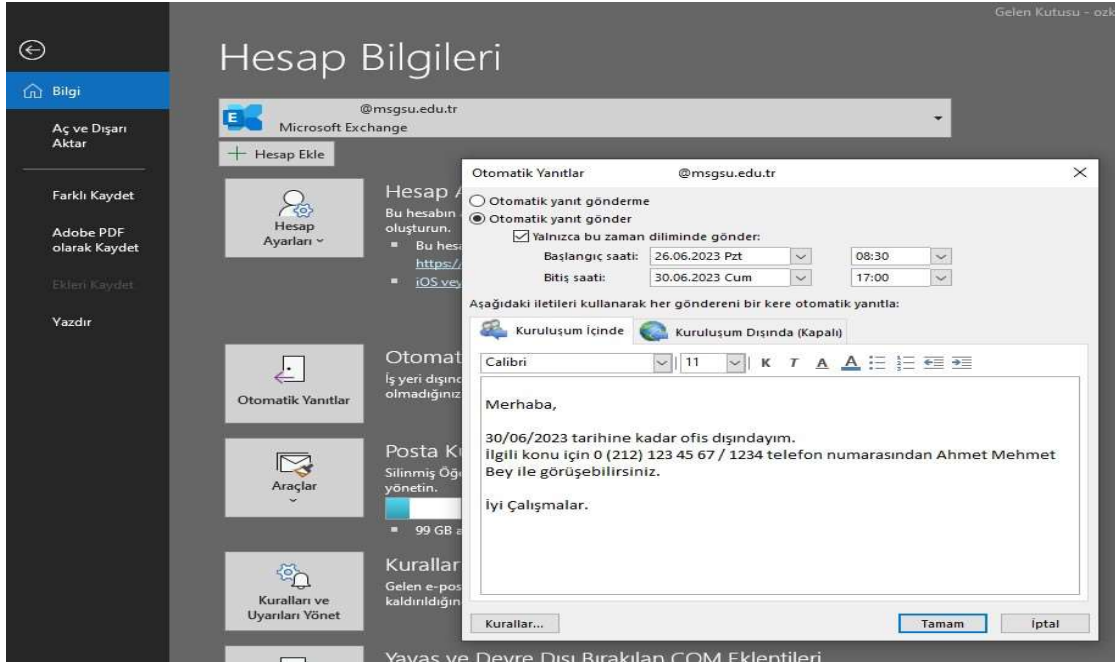 Gelen Kutusu - ozk
Hesap Bilgileri
Bilgi
Aç ve Dışarı
Aktar
Farklı Kaydet
Adobe PDF
olarak Kaydet
Ekleri Kaydet
Yazdır
@msgsu.edu.tr
Microsoft Exchange
Hesap Ekle
Hesap
Ayarları
Hesap
Bu hesabın
oluşturun.
Bu hesa
https:/
iOS vey
Otomatik Yanıtlar
Otomat
İş yeri dışınd
olmadığınız
Araçlar
Posta K
Silinmiş Öğ
yönetin.
99 GB a
Kuralları ve
Uyarıları Yönet
Kurallar
Gelen e-pos
kaldırıldığın
Yavaş ve Devre Dışı Bırakılan COM Eklentileri
Otomatik Yanıtlar @msgsu.edu.tr
Otomatik yanıt gönderme
Otomatik yanıt gönder
Yalnızca bu zaman diliminde gönder:
Başlangıç saati: 26.06.2023 Pzt 08:30
Bitiş saati: 30.06.2023 Cum 17:00
Aşağıdaki iletileri kullanarak her göndereni bir kere otomatik yanıtla:
Kuruluşum İçinde Kuruluşum Dışında (Kapalı)
Calibri 11 K T A A
Merhaba,
30/06/2023 tarihine kadar ofis dışındayım.
İlgili konu için 0 (212) 123 45 67 / 1234 telefon numarasından Ahmet Mehmet
Bey ile görüşebilirsiniz.
İyi Çalışmalar.
Kurallar... Tamam İptal